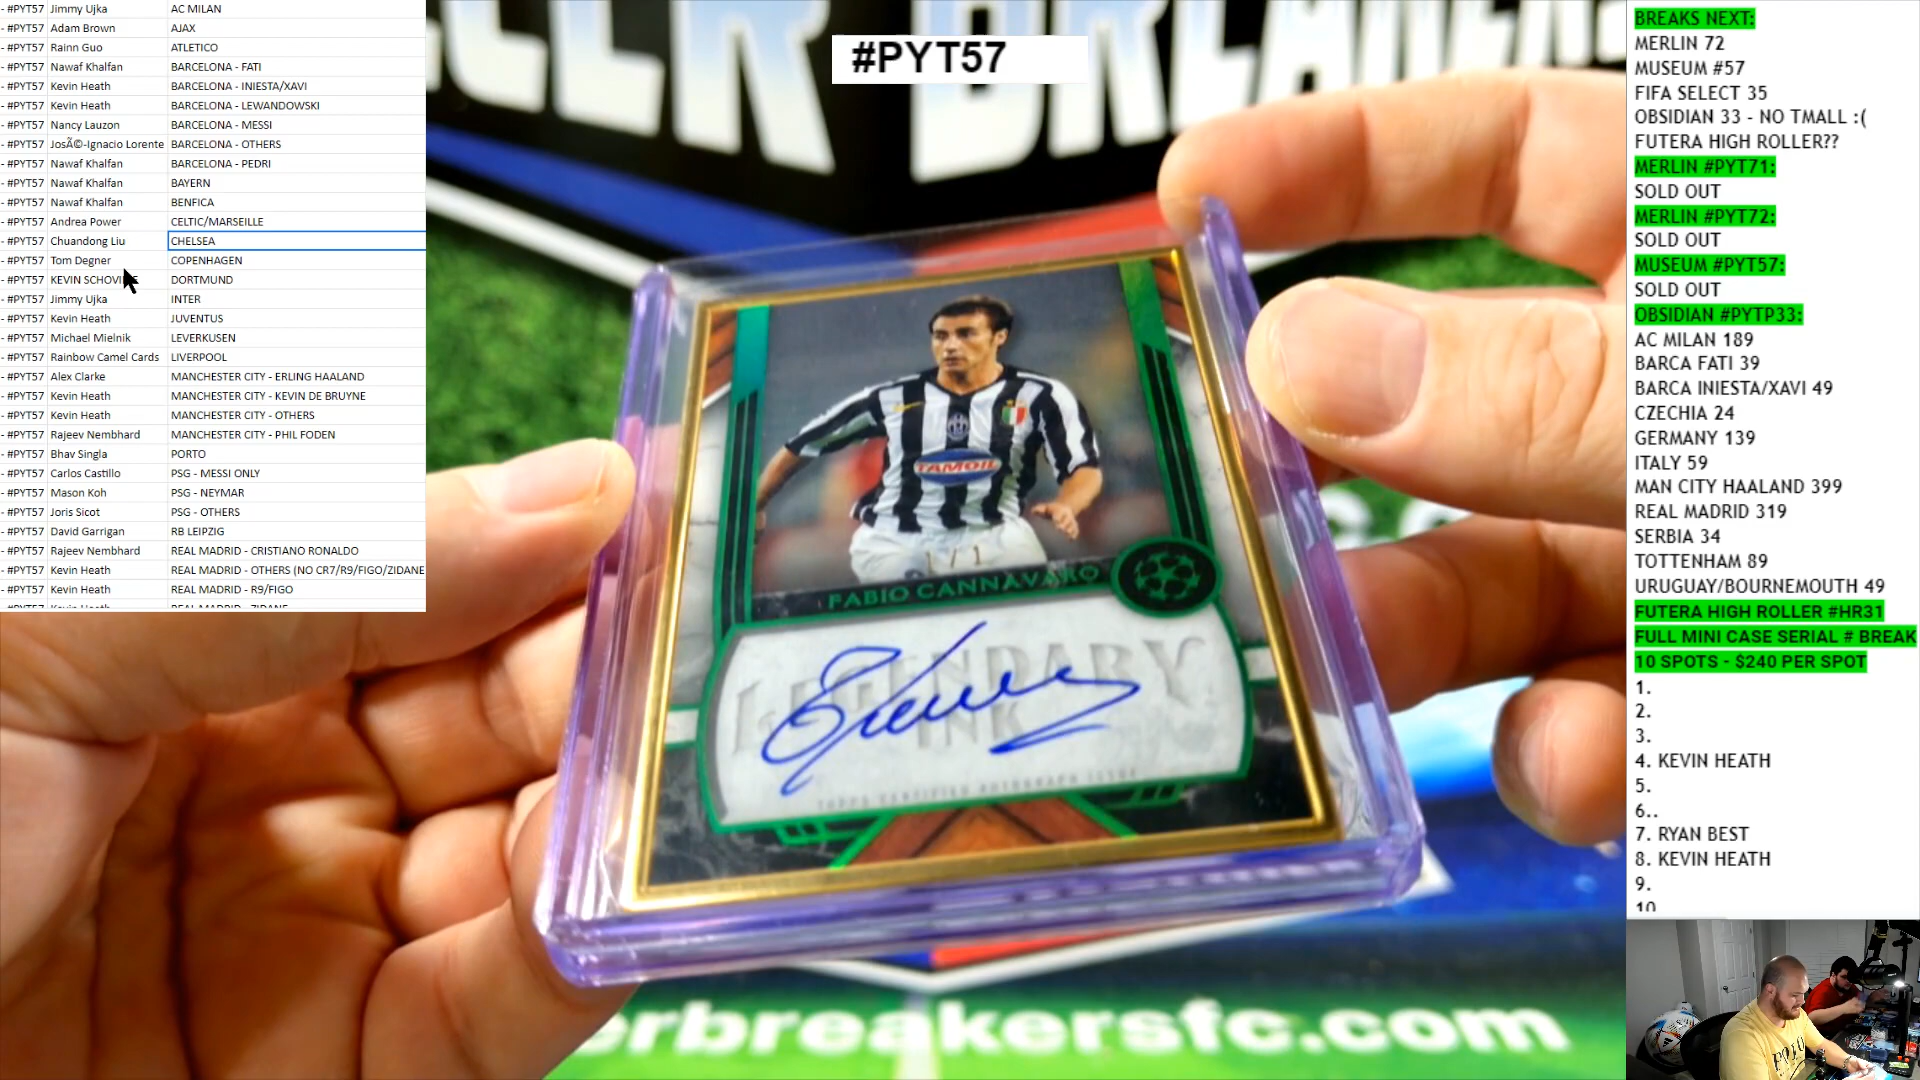 - #PYT57 Jimmy Ujka AC MILAN
- #PYT57 Adam Brown AJAX
- #PYT57 Rainn Guo ATLETICO
- #PYT57 Nawaf Khalfan BARCELONA - FATI
- #PYT57 Kevin Heath BARCELONA - INIESTA/XAVI
- #PYT57 Kevin Heath BARCELONA - LEWANDOWSKI
- #PYT57 Nancy Lauzon BARCELONA - MESSI
- #PYT57 JosÃ©-Ignacio Lorente BARCELONA - OTHERS
- #PYT57 Nawaf Khalfan BARCELONA - PEDRI
- #PYT57 Nawaf Khalfan BAYERN
- #PYT57 Nawaf Khalfan BENFICA
- #PYT57 Andrea Power CELTIC/MARSEILLE
- #PYT57 Chuandong Liu CHELSEA
- #PYT57 Tom Degner COPENHAGEN
- #PYT57 KEVIN DORTMUND
- #PYT57 Jimmy Ujka INTER
- #PYT57 Kevin Heath JUVENTUS
- #PYT57 Michael Mielnik LEVERKUSEN
- #PYT57 Rainbow Camel Cards LIVERPOOL
- #PYT57 Alex Clarke MANCHESTER CITY - ERLING HAALAND
- #PYT57 Kevin Heath MANCHESTER CITY - KEVIN DE BRUYNE
- #PYT57 Kevin Heath MANCHESTER CITY - OTHERS
- #PYT57 Rajeev Nembhard MANCHESTER CITY - PHIL FODEN
- #PYT57 Bhav Singla PORTO
- #PYT57 Carlos Castillo PSG - MESSI ONLY
- #PYT57 Mason Koh PSG - NEYMAR
- #PYT57 Joris Sicot PSG - OTHERS
- #PYT57 David Garrigan RB LEIPZIG
- #PYT57 Rajeev Nembhard REAL MADRID - CRISTIANO RONALDO
- #PYT57 Kevin Heath REAL MADRID - OTHERS (NO CR7/R9/FIGO/ZIDANE
- #PYT57 Kevin Heath REAL MADRID - R9/FIGO
#PYT57
TAMOIL
1/1
FABIO CANNAVARO
LEGENDARY
INK
TOPPS CERTIFIED AUTOGRAPH ISSUE
erbreakersfc.com
BREAKS NEXT:
MERLIN 72
MUSEUM #57
FIFA SELECT 35
OBSIDIAN 33 - NO TMALL :(
FUTERA HIGH ROLLER??
MERLIN #PYT71:
SOLD OUT
MERLIN #PYT72:
SOLD OUT
MUSEUM #PYT57:
SOLD OUT
OBSIDIAN #PYTP33:
AC MILAN 189
BARCA FATI 39
BARCA INIESTA/XAVI 49
CZECHIA 24
GERMANY 139
ITALY 59
MAN CITY HAALAND 399
REAL MADRID 319
SERBIA 34
TOTTENHAM 89
URUGUAY/BOURNEMOUTH 49
FUTERA HIGH ROLLER #HR31
FULL MINI CASE SERIAL # BREAK
10 SPOTS - $240 PER SPOT
1.
2.
3.
4. KEVIN HEATH
5.
6..
7. RYAN BEST
8. KEVIN HEATH
9.
10